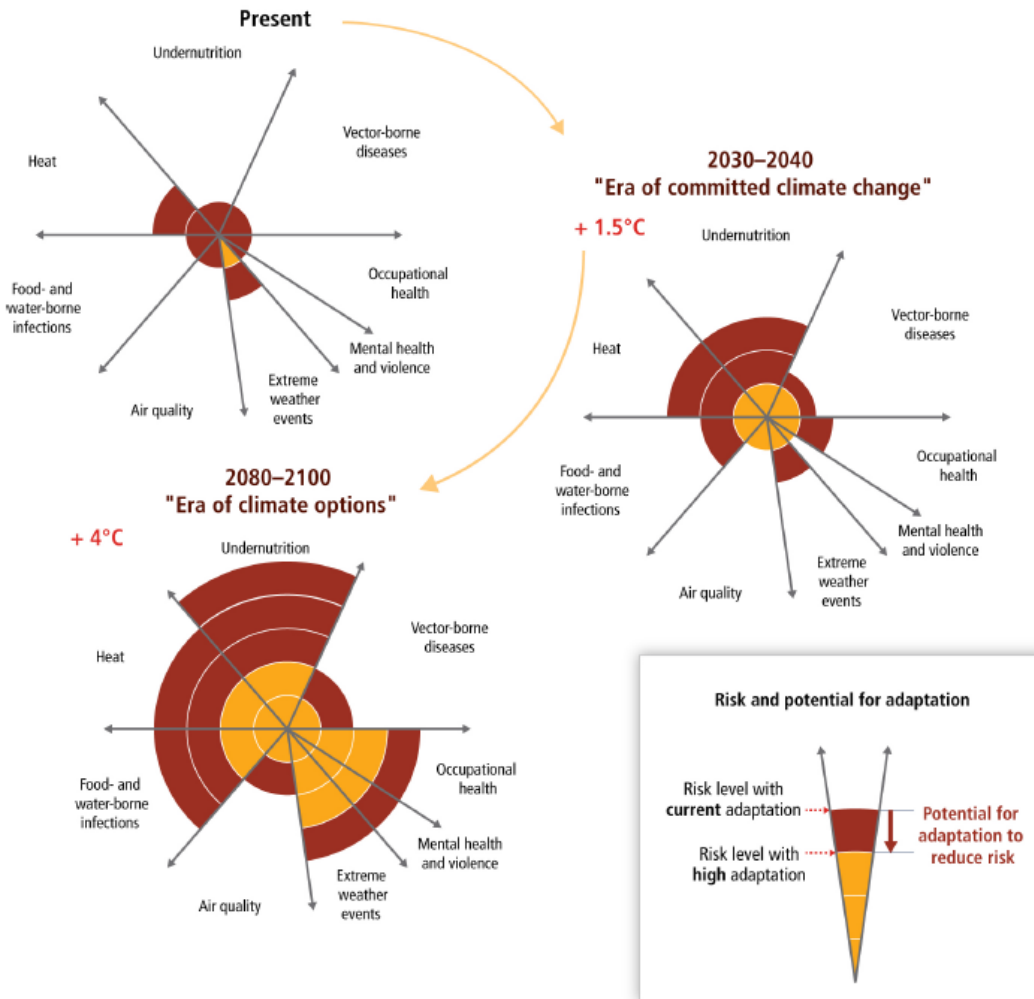 Present
Undernutrition
Vector-borne
diseases
Heat
Occupational
health
Food- and
water-borne
infections
Mental health
and violence
Extreme
weather
events
Air quality
2030–2040
"Era of committed climate change"
+ 1.5°C
Undernutrition
Vector-borne
diseases
Heat
Occupational
health
Food- and
water-borne
infections
Mental health
and violence
Extreme
weather
events
Air quality
2080–2100
"Era of climate options"
+ 4°C
Undernutrition
Vector-borne
diseases
Heat
Occupational
health
Food- and
water-borne
infections
Mental health
and violence
Extreme
weather
events
Air quality
Risk and potential for adaptation
Risk level with
current adaptation
Risk level with
high adaptation
Potential for
adaptation to
reduce risk